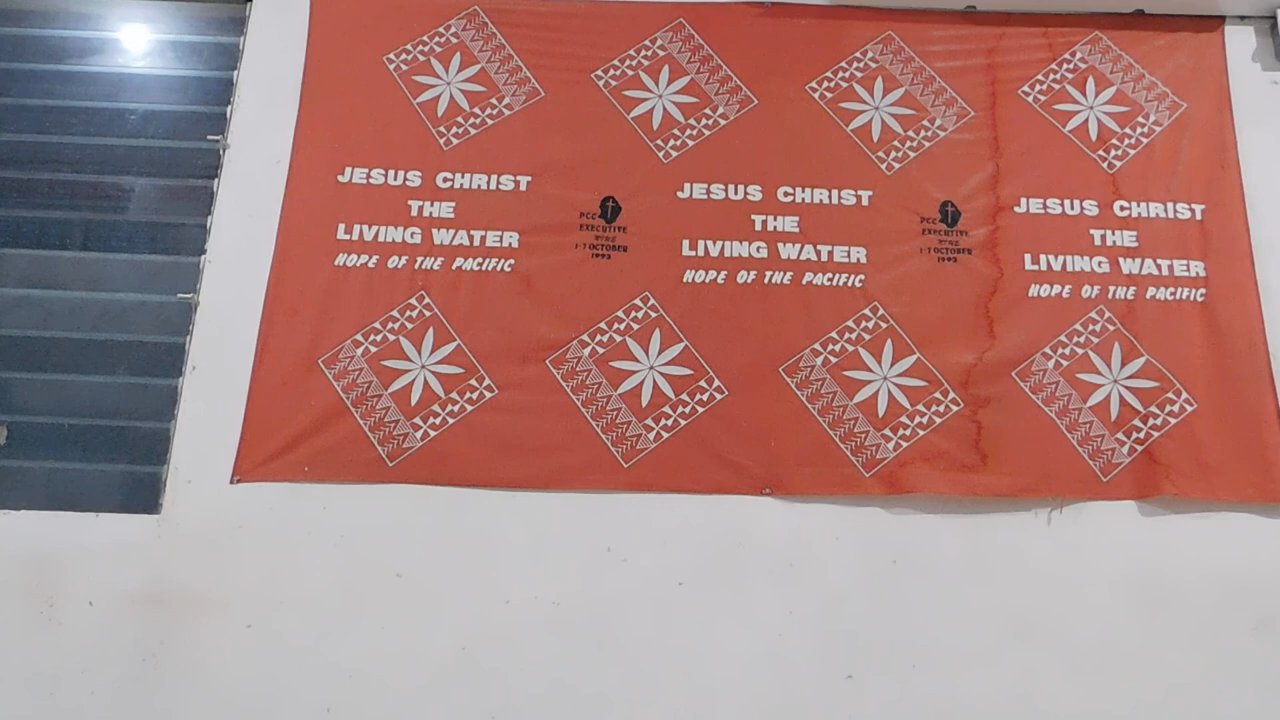 JESUS CHRIST
THE
LIVING WATER
HOPE OF THE PACIFIC
PCC
EXECUTIVE
1-7 OCTOBER
1993
JESUS CHRIST
THE
LIVING WATER
HOPE OF THE PACIFIC
PCC
EXECUTIVE
1-7 OCTOBER
1993
JESUS CHRIST
THE
LIVING WATER
HOPE OF THE PACIFIC